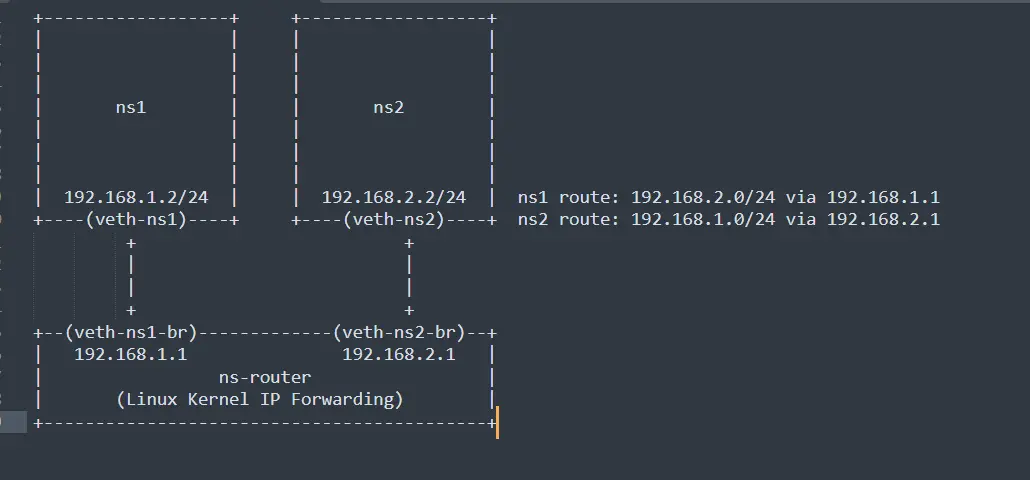 +------------------+     +------------------+
|                  |     |                  |
|                  |     |                  |
|                  |     |                  |
|       ns1        |     |       ns2        |
|                  |     |                  |
|                  |     |                  |
|                  |     |                  |
|  192.168.1.2/24  |     |  192.168.2.2/24  |  ns1 route: 192.168.2.0/24 via 192.168.1.1
+----(veth-ns1)----+     +----(veth-ns2)----+  ns2 route: 192.168.1.0/24 via 192.168.2.1
         +                          +
         |                          |
         |                          |
         +                          +
+--(veth-ns1-br)-------------(veth-ns2-br)--+
|   192.168.1.1               192.168.2.1   |
|                 ns-router                 |
|       (Linux Kernel IP Forwarding)        |
+-------------------------------------------+